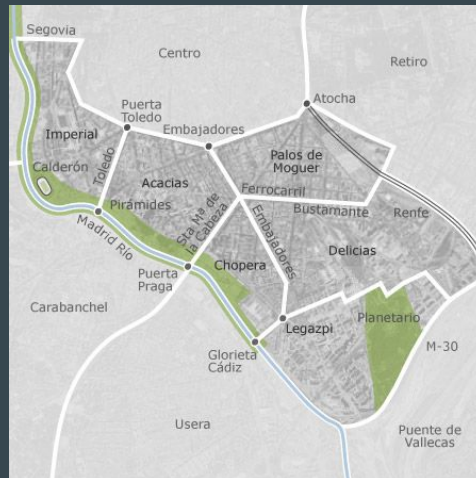 Segovia
Centro
Retiro
Puerta
Toledo
Atocha
Imperial
Embajadores
Palos de
Moguer
Calderón
Toledo
Acacias
Ferrocarril
Pirámides
Sta Mª de
la Cabeza
Embajadores
Bustamante
Renfe
Madrid Río
Delicias
Chopera
Puerta
Praga
Carabanchel
Legazpi
Planetario
Glorieta
Cádiz
M-30
Usera
Puente de
Vallecas